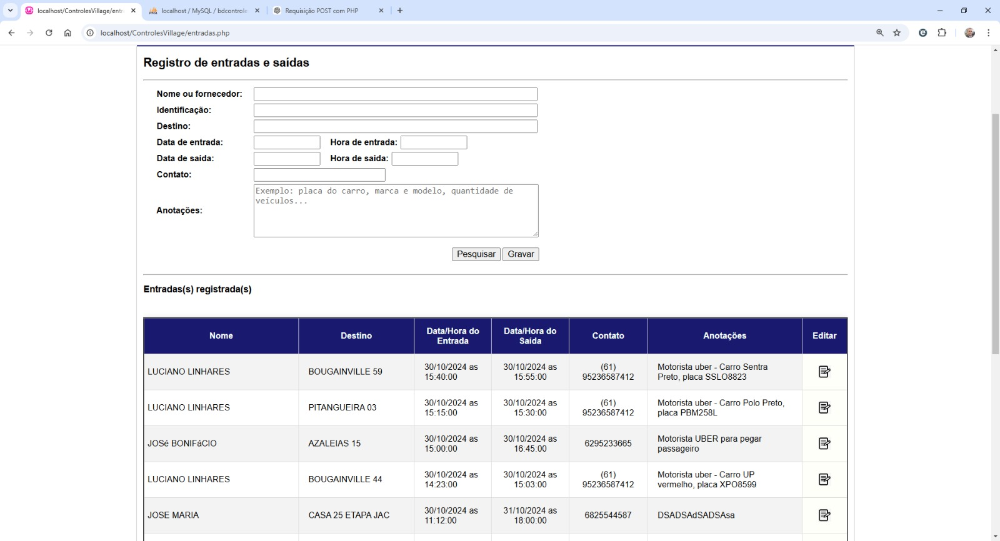 localhost/ControlesVillage/entr
localhost / MySQL / bdcontrole
Requisição POST com PHP
localhost/ControlesVillage/entradas.php
Registro de entradas e saídas
Nome ou fornecedor:
Identificação:
Destino:
Data de entrada: Hora de entrada:
Data de saída: Hora de saída:
Contato:
Exemplo: placa do carro, marca e modelo, quantidade de
veículos...
Anotações:
Pesquisar Gravar
Entradas(s) registrada(s)
Nome Destino Data/Hora do Entrada Data/Hora do Saída Contato Anotações Editar
LUCIANO LINHARES BOUGAINVILLE 59 30/10/2024 as 15:40:00 30/10/2024 as 15:55:00 (61) 95236587412 Motorista uber - Carro Sentra Preto, placa SSLO8823
LUCIANO LINHARES PITANGUEIRA 03 30/10/2024 as 15:15:00 30/10/2024 as 15:30:00 (61) 95236587412 Motorista uber - Carro Polo Preto, placa PBM258L
JOSé BONIFáCIO AZALEIAS 15 30/10/2024 as 15:00:00 30/10/2024 as 16:45:00 6295233665 Motorista UBER para pegar passageiro
LUCIANO LINHARES BOUGAINVILLE 44 30/10/2024 as 14:23:00 30/10/2024 as 15:03:00 (61) 95236587412 Motorista uber - Carro UP vermelho, placa XPO8599
JOSE MARIA CASA 25 ETAPA JAC 30/10/2024 as 11:12:00 31/10/2024 as 18:00:00 6825544587 DSADSAdSADSAsa